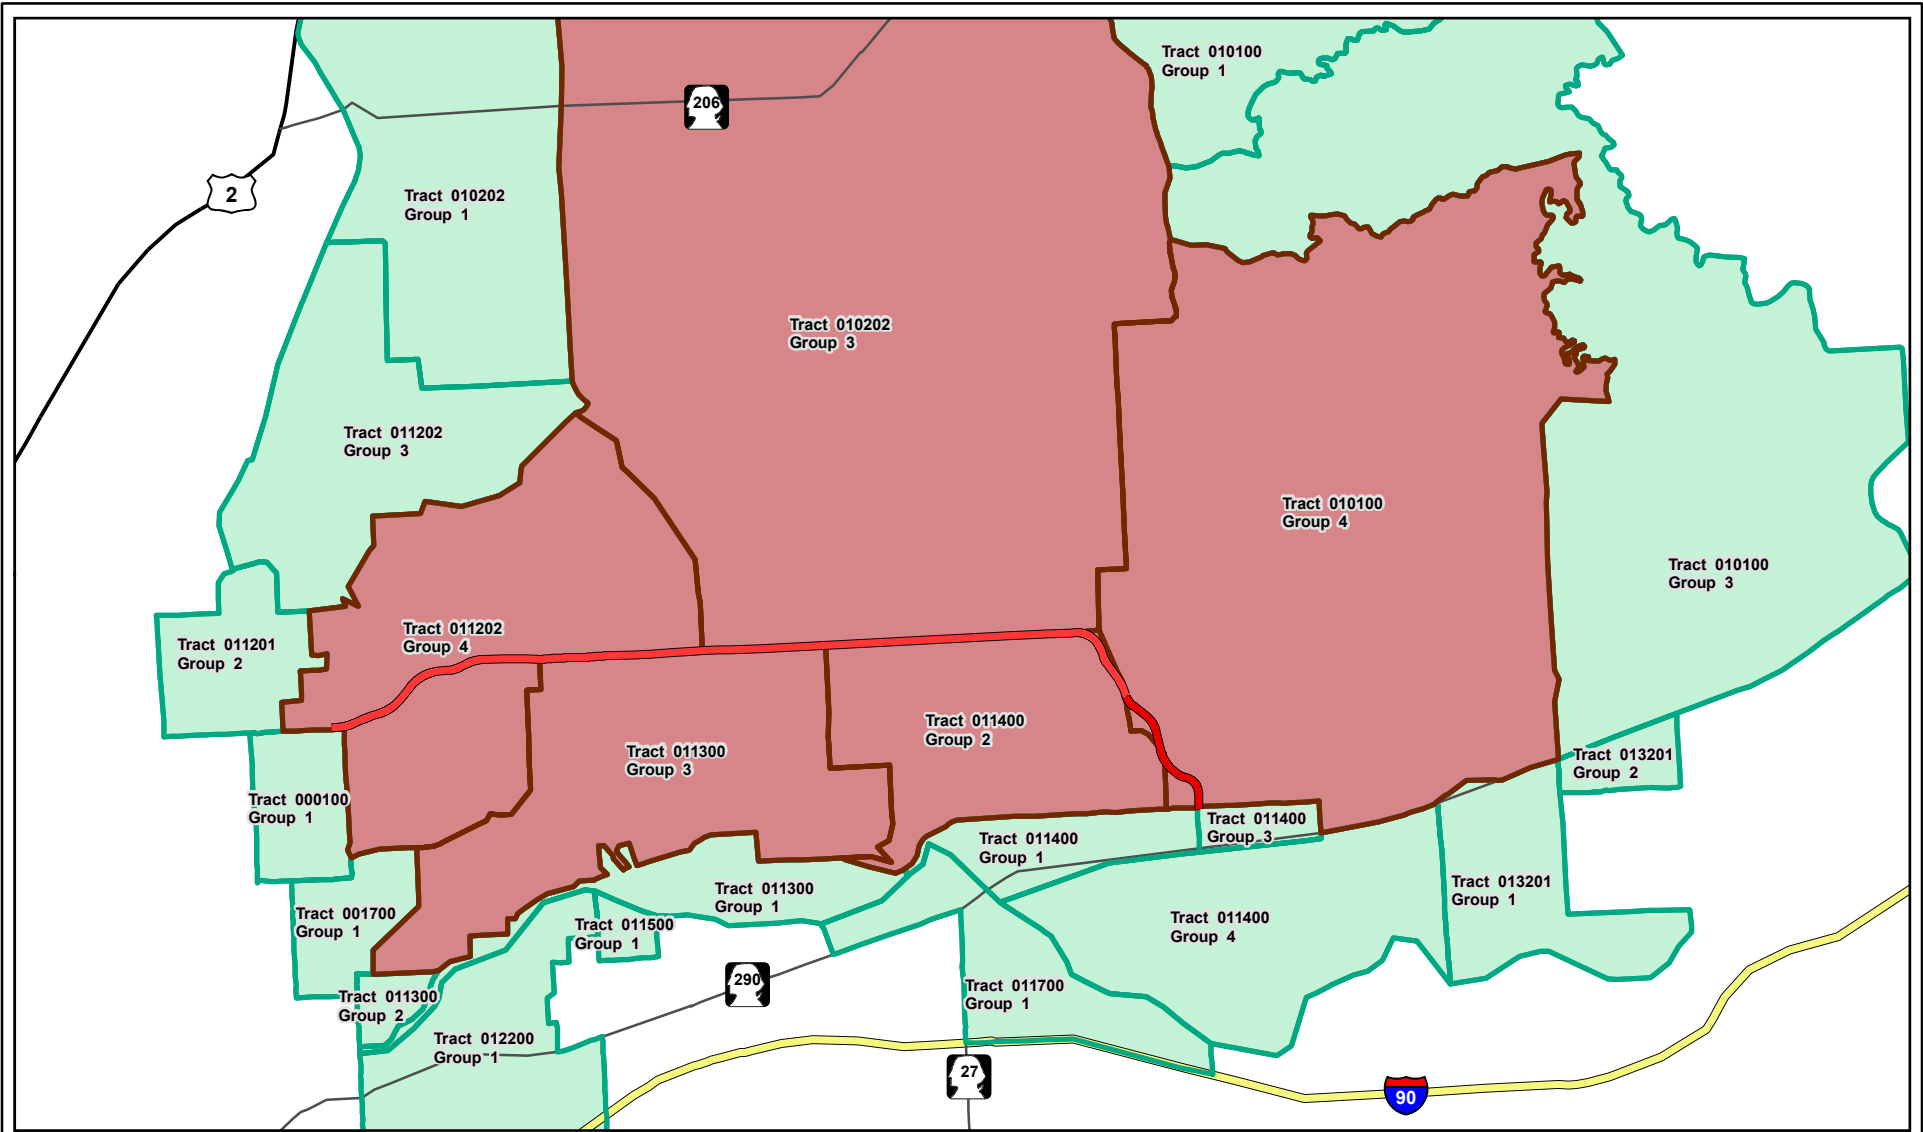 Tract 010100
Group 1
206
2
Tract 010202
Group 1
Tract 010202
Group 3
Tract 011202
Group 3
Tract 010100
Group 4
Tract 010100
Group 3
Tract 011202
Group 4
Tract 011201
Group 2
Tract 011400
Group 2
Tract 011300
Group 3
Tract 013201
Group 2
Tract 000100
Group 1
Tract 011400
Group 3
Tract 011400
Group 1
Tract 013201
Group 1
Tract 011300
Group 1
Tract 001700
Group 1
Tract 011500
Group 1
Tract 011400
Group 4
290
Tract 011700
Group 1
Tract 011300
Group 2
Tract 012200
Group 1
27
90